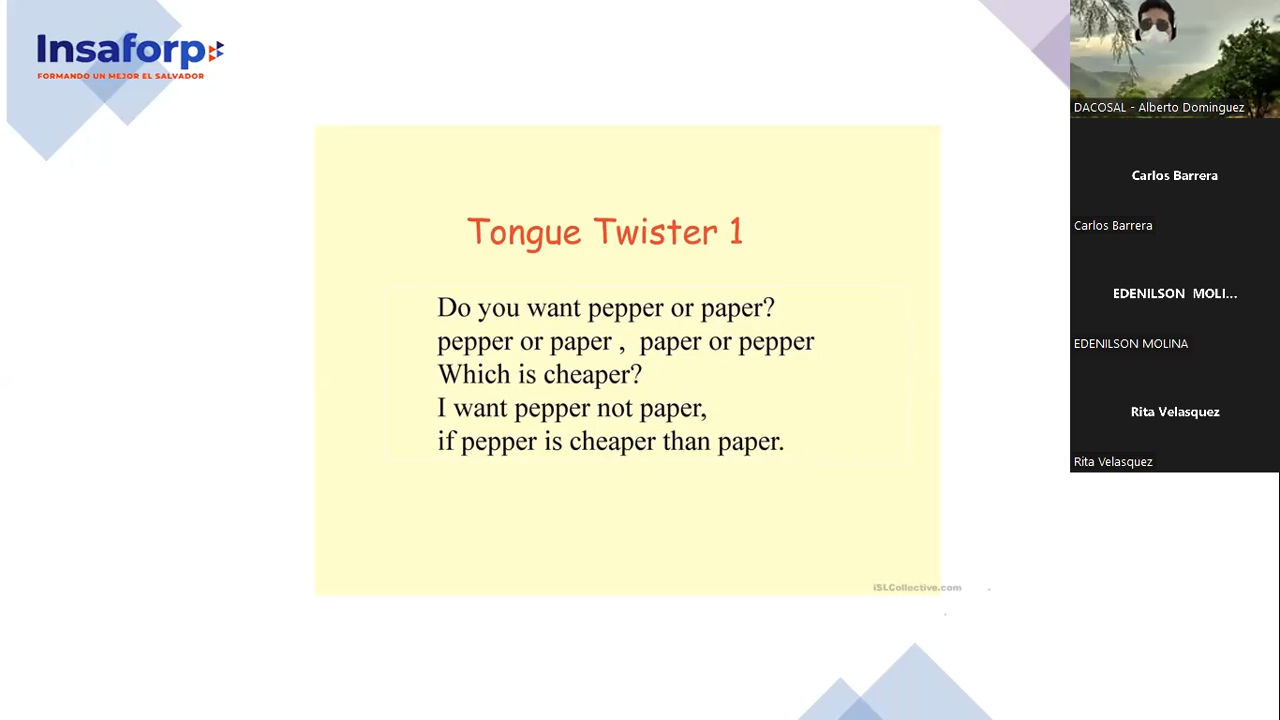 Insaforp
FORMANDO UN MEJOR EL SALVADOR
Tongue Twister 1
Do you want pepper or paper?
pepper or paper ,  paper or pepper
Which is cheaper?
I want pepper not paper,
if pepper is cheaper than paper.
iSLCollective.com
DACOSAL - Alberto Dominguez
Carlos Barrera
Carlos Barrera
EDENILSON  MOLI...
EDENILSON MOLINA
Rita Velasquez
Rita Velasquez